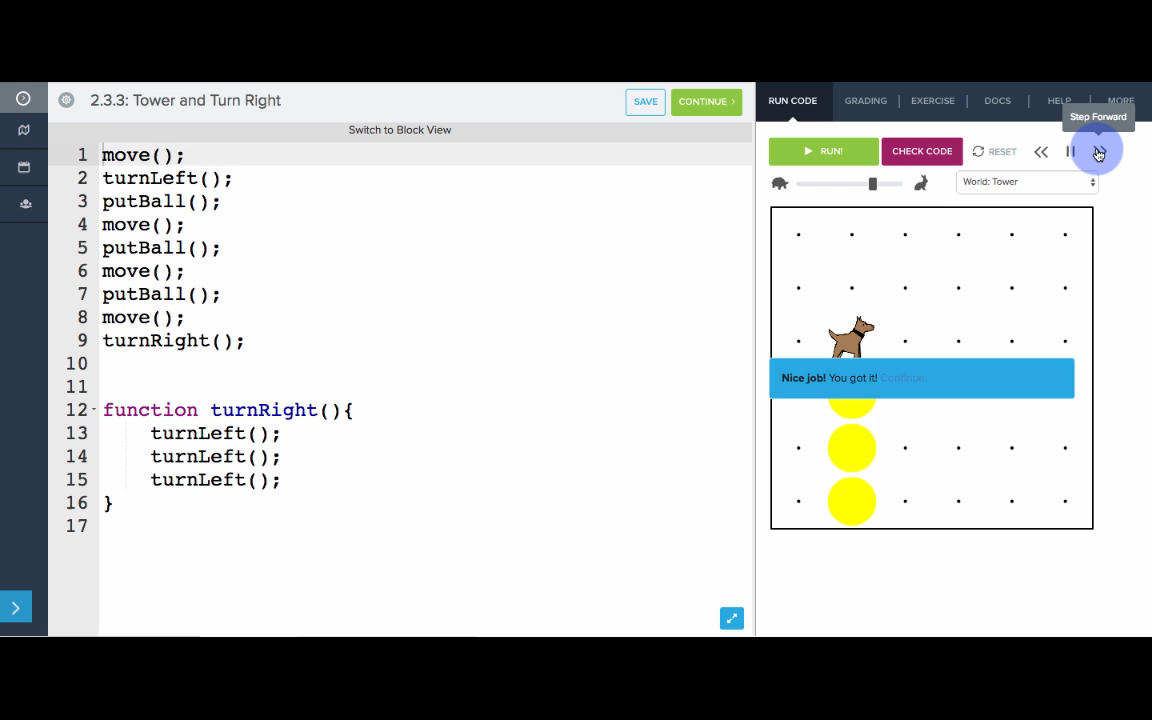 2.3.3: Tower and Turn Right
SAVE
CONTINUE ›
RUN CODE
GRADING
EXERCISE
DOCS
HELP
MORE
Step Forward
Switch to Block View
RUN!
CHECK CODE
RESET
World: Tower
1 move();
2 turnLeft();
3 putBall();
4 move();
5 putBall();
6 move();
7 putBall();
8 move();
9 turnRight();
10
11
12 function turnRight(){
13 turnLeft();
14 turnLeft();
15 turnLeft();
16 }
17
Nice job! You got it! Continue.